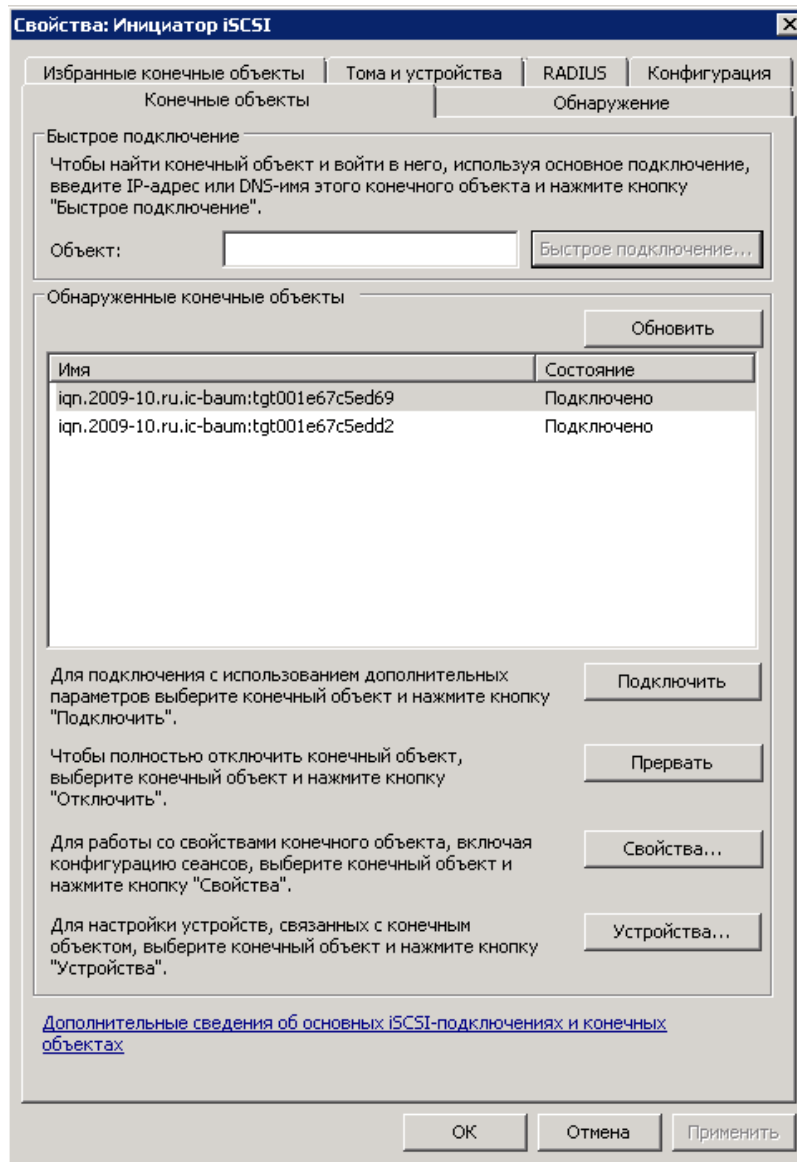 Свойства: Инициатор iSCSI
Избранные конечные объекты
Тома и устройства
RADIUS
Конфигурация
Конечные объекты
Обнаружение
Быстрое подключение
Чтобы найти конечный объект и войти в него, используя основное подключение,
введите IP-адрес или DNS-имя этого конечного объекта и нажмите кнопку
"Быстрое подключение".
Объект:
Быстрое подключение...
Обнаруженные конечные объекты
Обновить
Имя
Состояние
iqn.2009-10.ru.ic-baum:tgt001e67c5ed69
Подключено
iqn.2009-10.ru.ic-baum:tgt001e67c5edd2
Подключено
Для подключения с использованием дополнительных
параметров выберите конечный объект и нажмите кнопку
"Подключить".
Подключить
Чтобы полностью отключить конечный объект,
выберите конечный объект и нажмите кнопку
"Отключить".
Прервать
Для работы со свойствами конечного объекта, включая
конфигурацию сеансов, выберите конечный объект и
нажмите кнопку "Свойства".
Свойства...
Для настройки устройств, связанных с конечным
объектом, выберите конечный объект и нажмите кнопку
"Устройства".
Устройства...
Дополнительные сведения об основных iSCSI-подключениях и конечных
объектах
ОК
Отмена
Применить